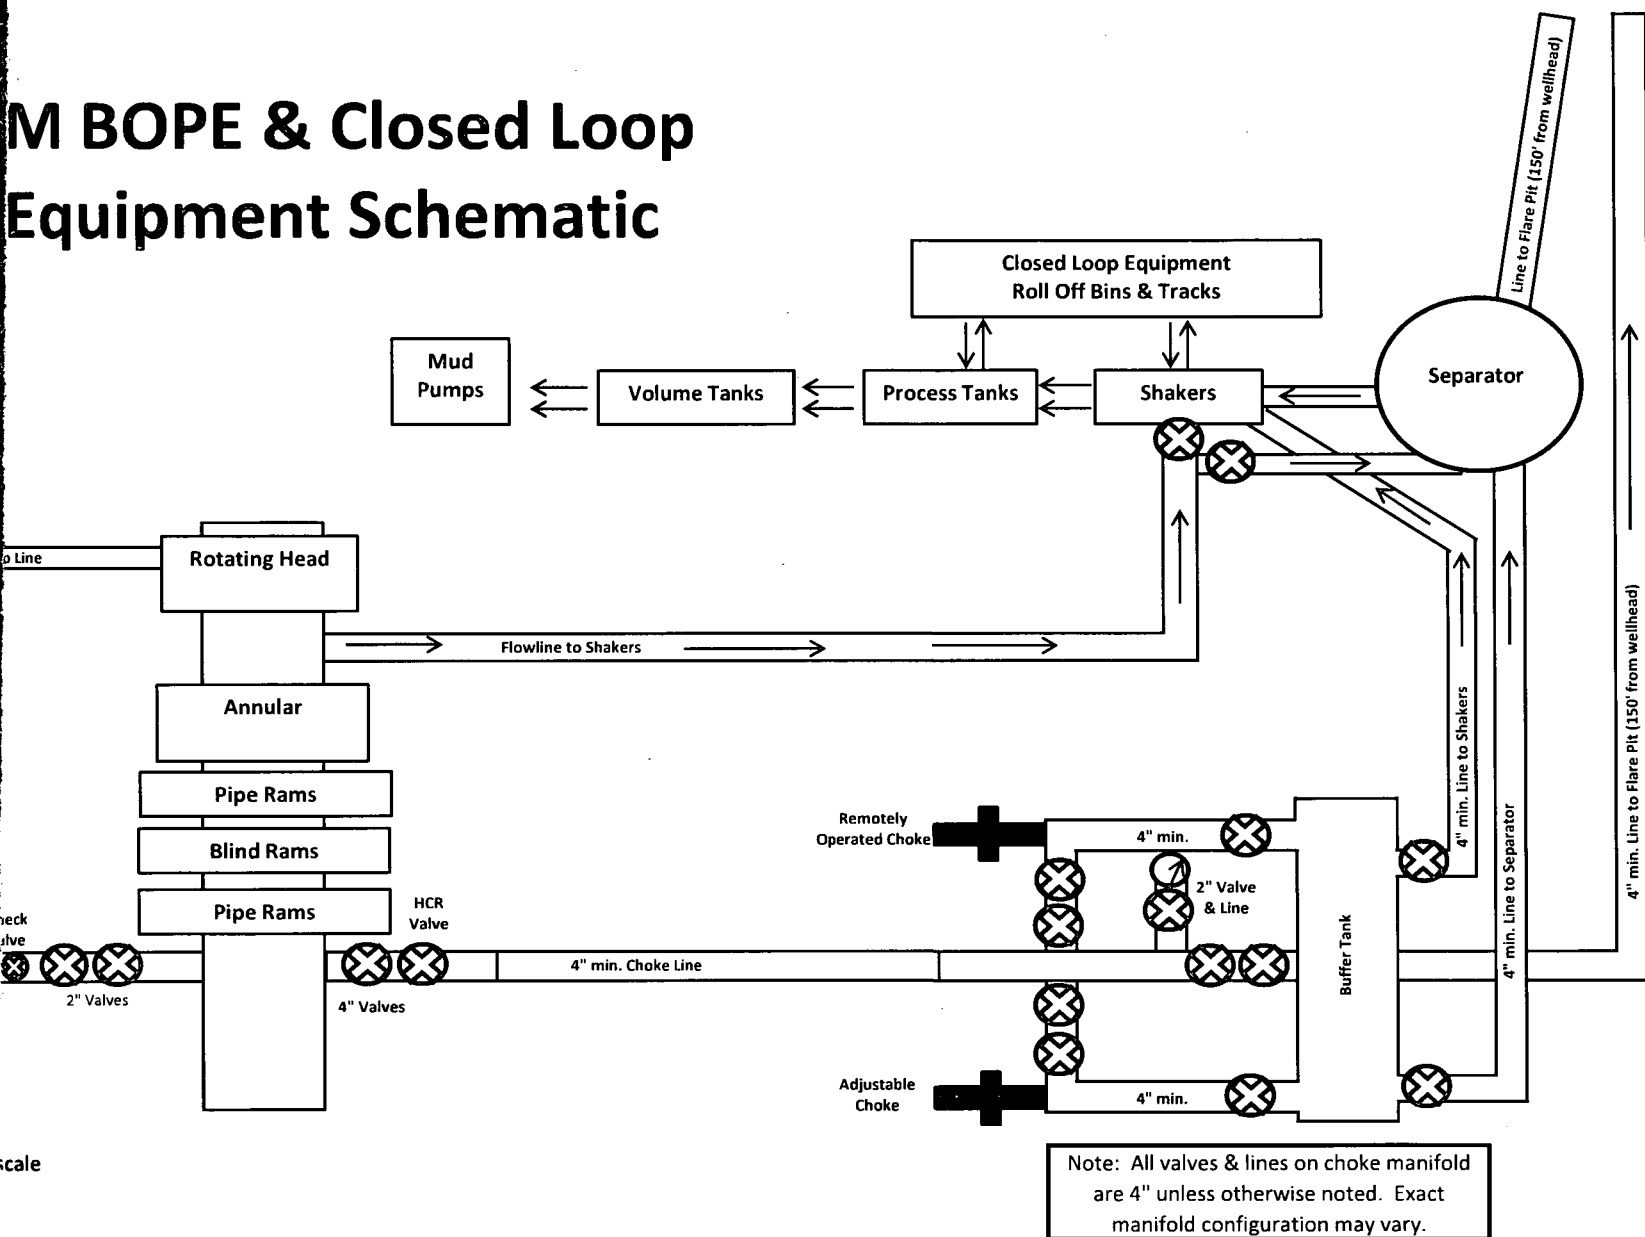 M BOPE & Closed Loop
Equipment Schematic
Closed Loop Equipment
Roll Off Bins & Tracks
Mud
Pumps
Volume Tanks
Process Tanks
Shakers
Separator
Line to Flare Pit (150' from wellhead)
Line
Rotating Head
Flowline to Shakers
Annular
Pipe Rams
Blind Rams
Pipe Rams
HCR
Valve
2" Valves
4" Valves
4" min. Choke Line
Remotely
Operated Choke
4" min.
2" Valve
& Line
Buffer Tank
Adjustable
Choke
4" min.
4" min. Line to Shakers
4" min. Line to Separator
4" min. Line to Flare Pit (150' from wellhead)
scale
Note:  All valves & lines on choke manifold
are 4" unless otherwise noted.  Exact
manifold configuration may vary.